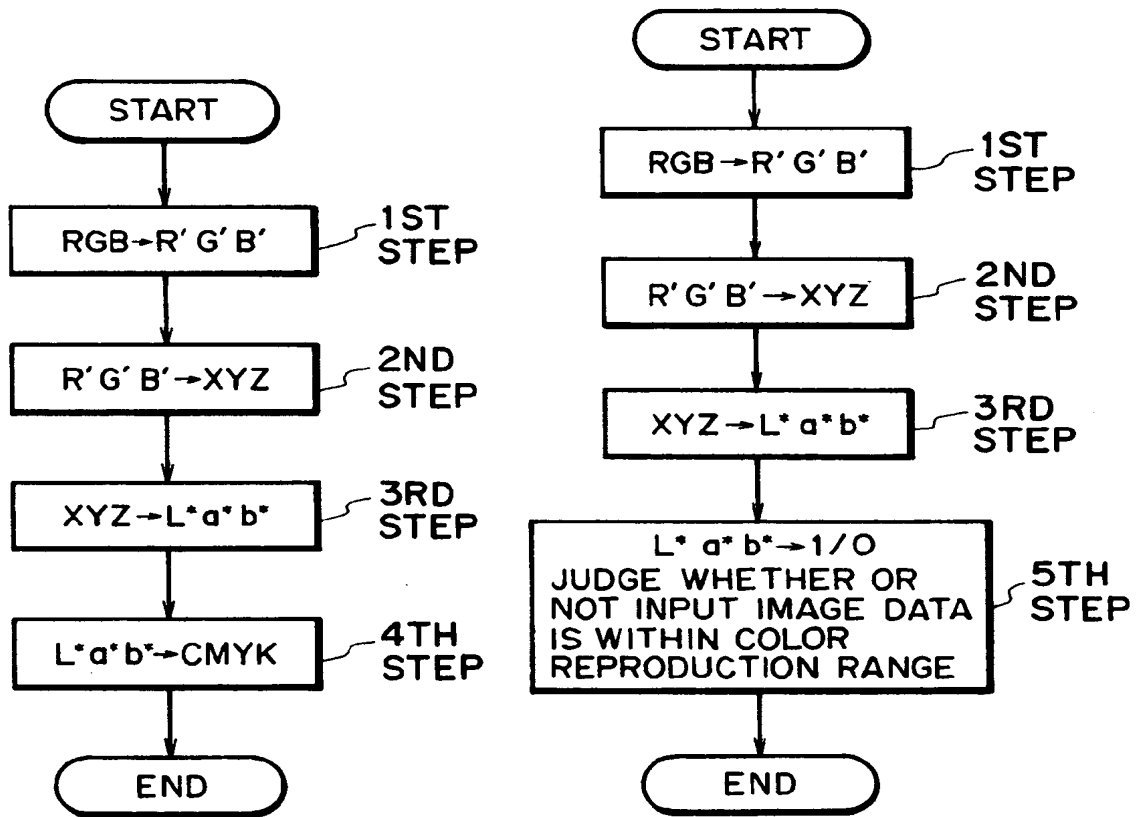 START
RGB→R' G' B'
1ST
STEP
R' G' B'→XYZ
2ND
STEP
XYZ→L* a* b*
3RD
STEP
L* a* b*→CMYK
4TH
STEP
END
START
RGB→R' G' B'
1ST
STEP
R' G' B'→XYZ
2ND
STEP
XYZ→L* a* b*
3RD
STEP
L* a* b*→1/0
JUDGE WHETHER OR
NOT INPUT IMAGE DATA
IS WITHIN COLOR
REPRODUCTION RANGE
5TH
STEP
END